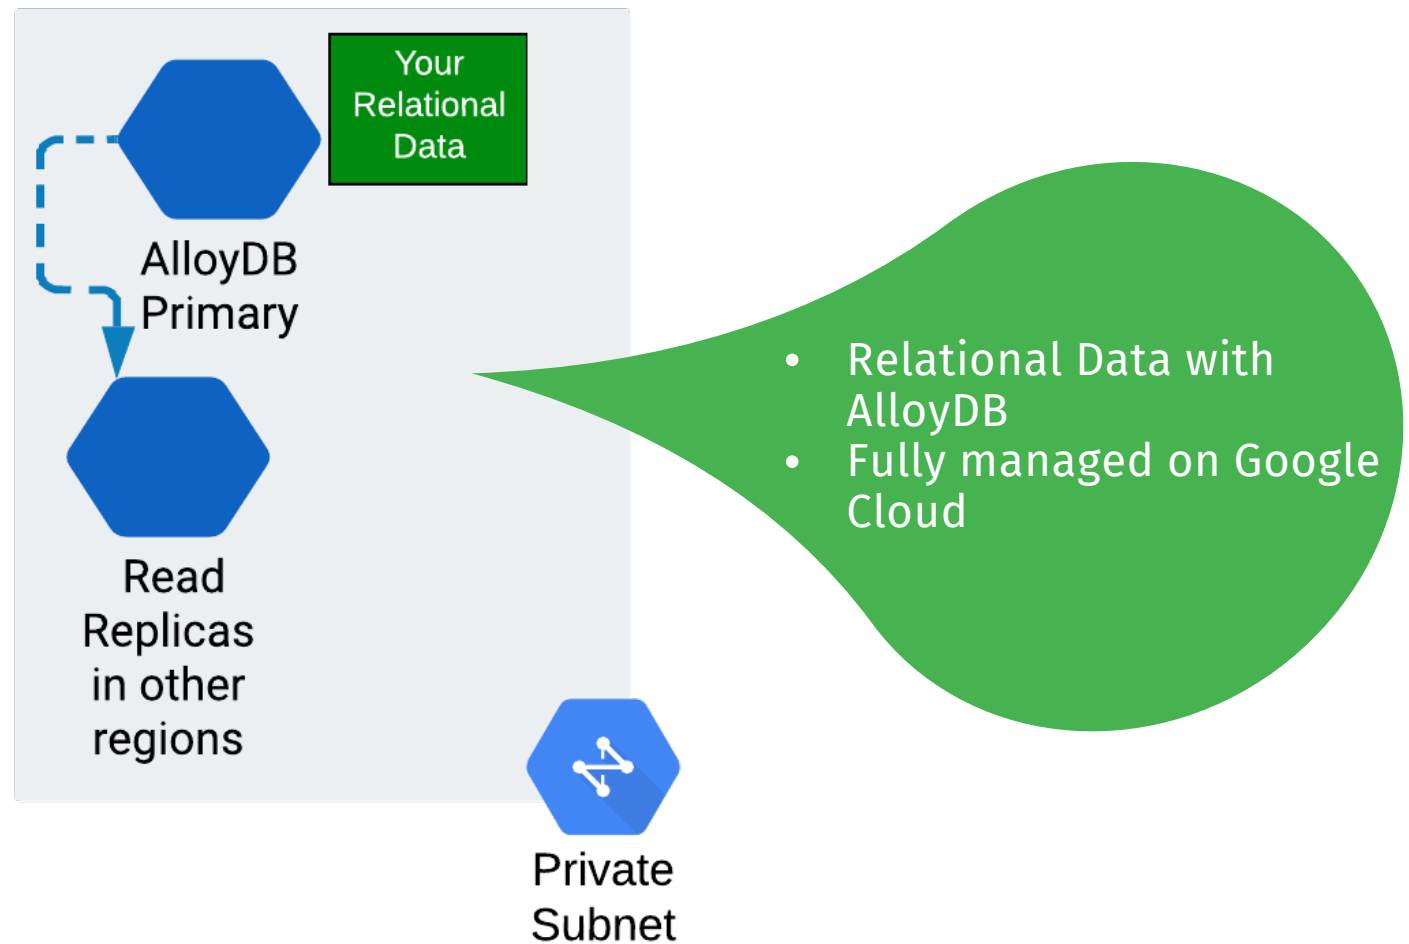 Your
Relational
Data
AlloyDB
Primary
Read
Replicas
in other
regions
Private
Subnet
• Relational Data with
AlloyDB
• Fully managed on Google
Cloud